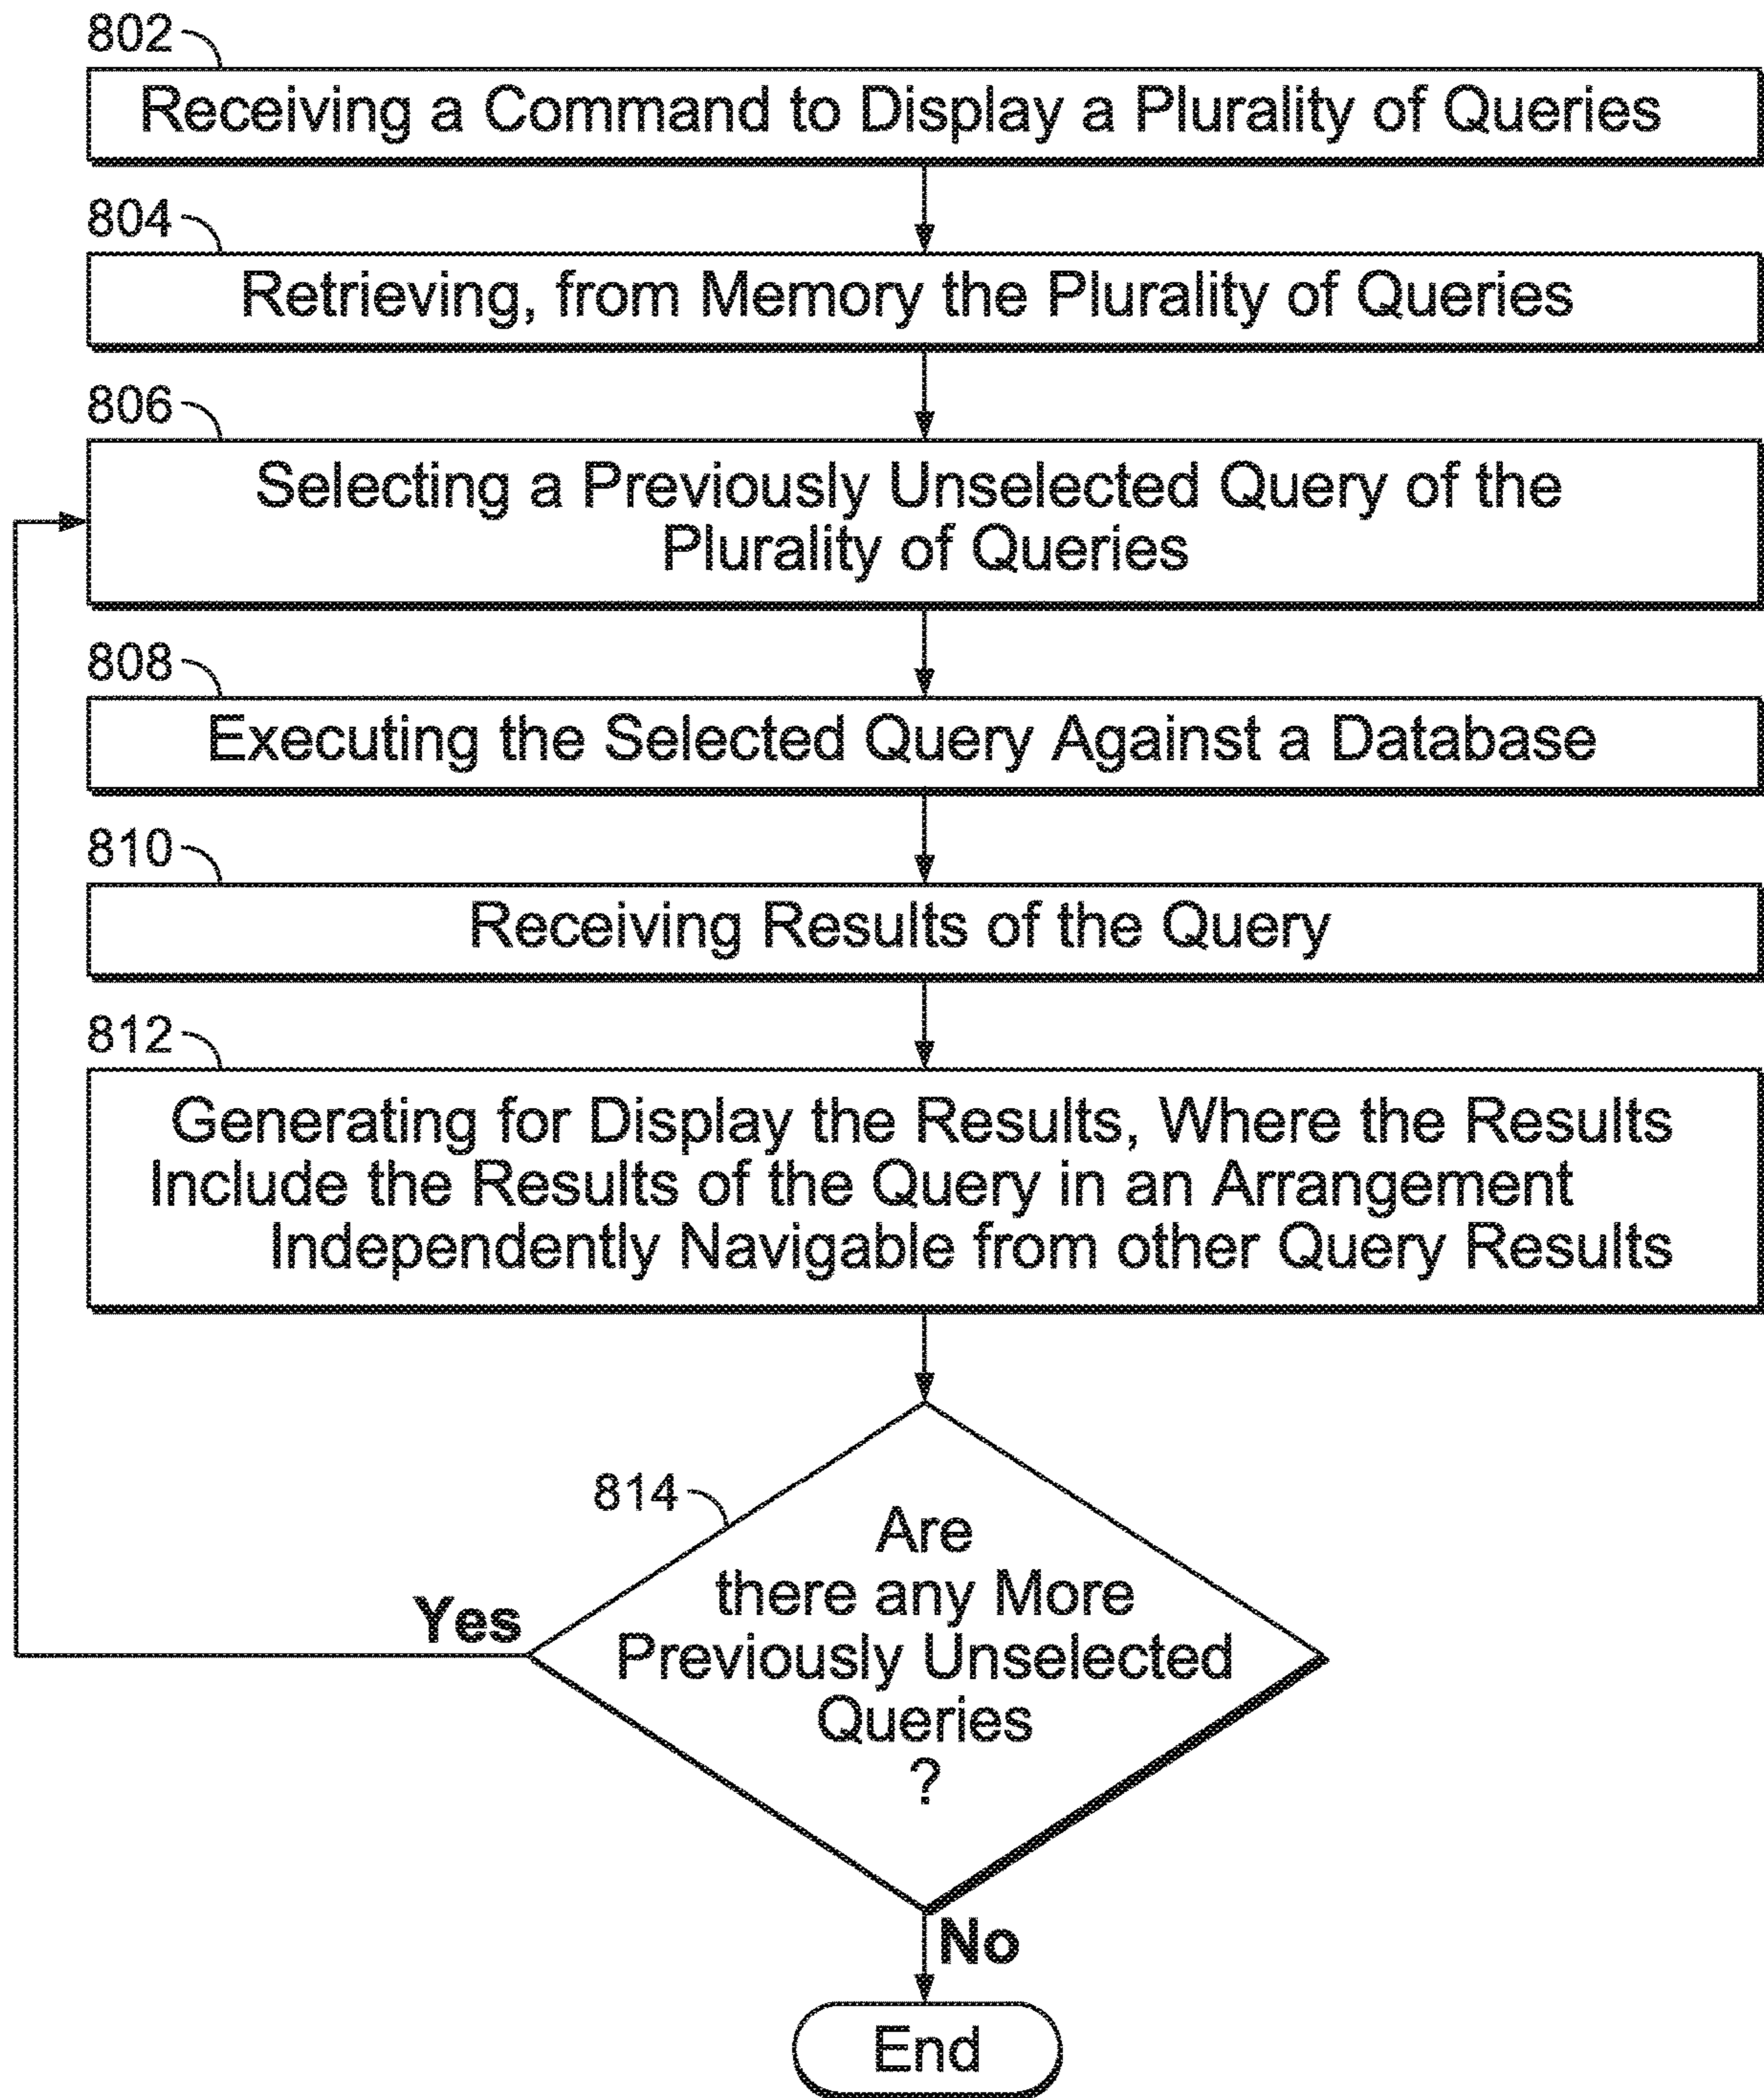 802
Receiving a Command to Display a Plurality of Queries
804
Retrieving, from Memory the Plurality of Queries
806
Selecting a Previously Unselected Query of the
Plurality of Queries
808
Executing the Selected Query Against a Database
810
Receiving Results of the Query
812
Generating for Display the Results, Where the Results
Include the Results of the Query in an Arrangement
Independently Navigable from other Query Results
814
Are
there any More
Previously Unselected
Queries
?
Yes
No
End